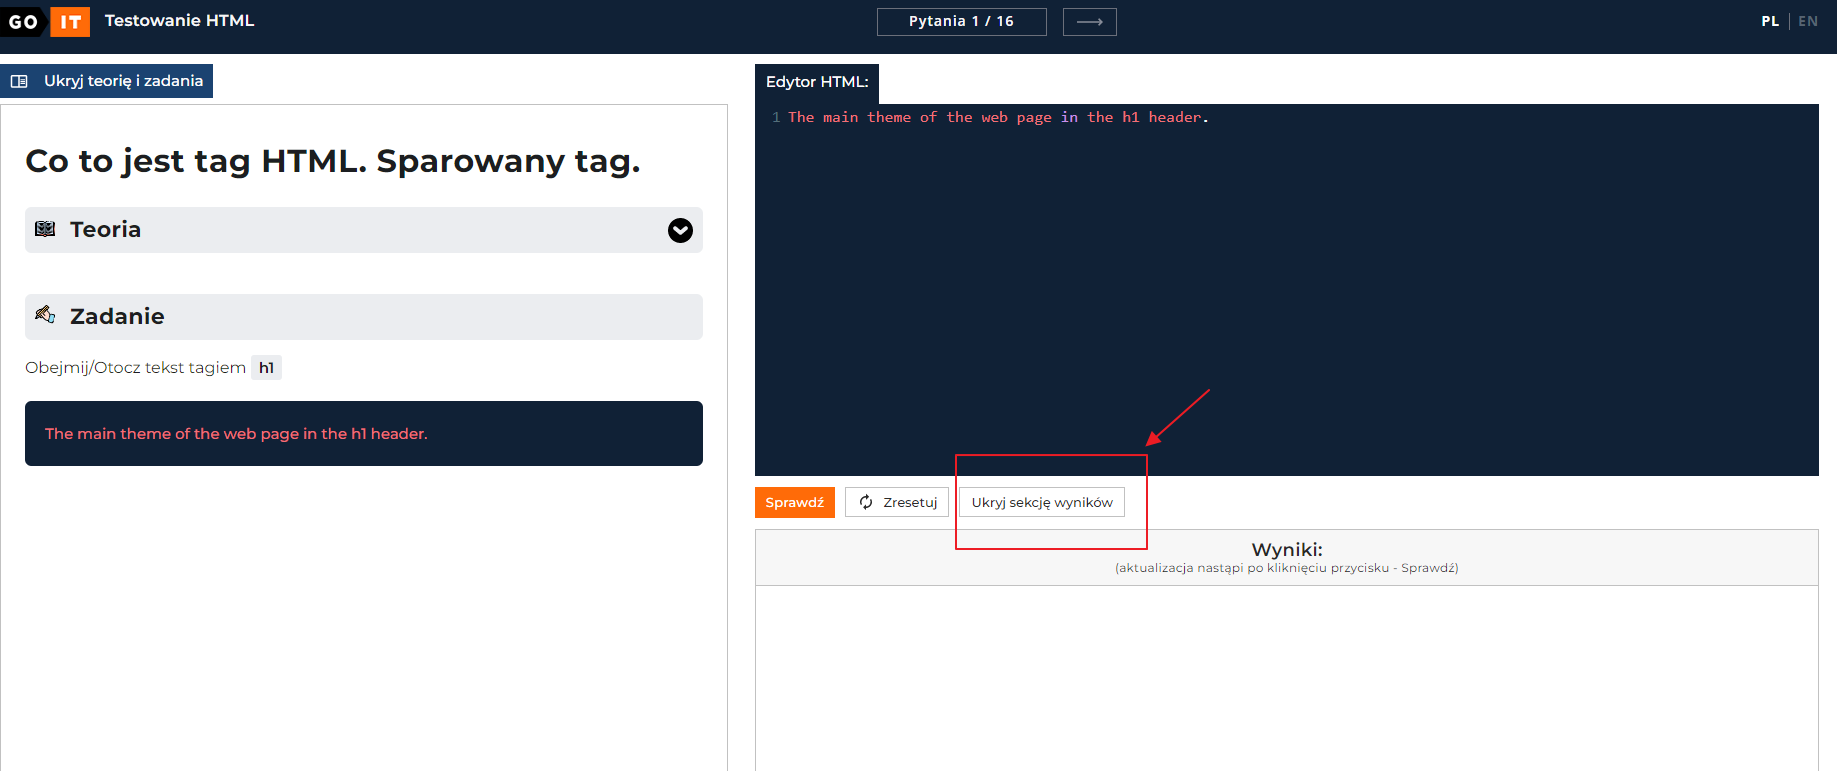 GO IT Testowanie HTML
Pytania 1 / 16
PL EN
Ukryj teorię i zadania
Co to jest tag HTML. Sparowany tag.
Teoria
Zadanie
Obejmij/Otocz tekst tagiem h1
The main theme of the web page in the h1 header.
Edytor HTML:
1 The main theme of the web page in the h1 header.
Sprawdź Zresetuj Ukryj sekcję wyników
Wyniki:
(aktualizacja nastąpi po kliknięciu przycisku - Sprawdź)